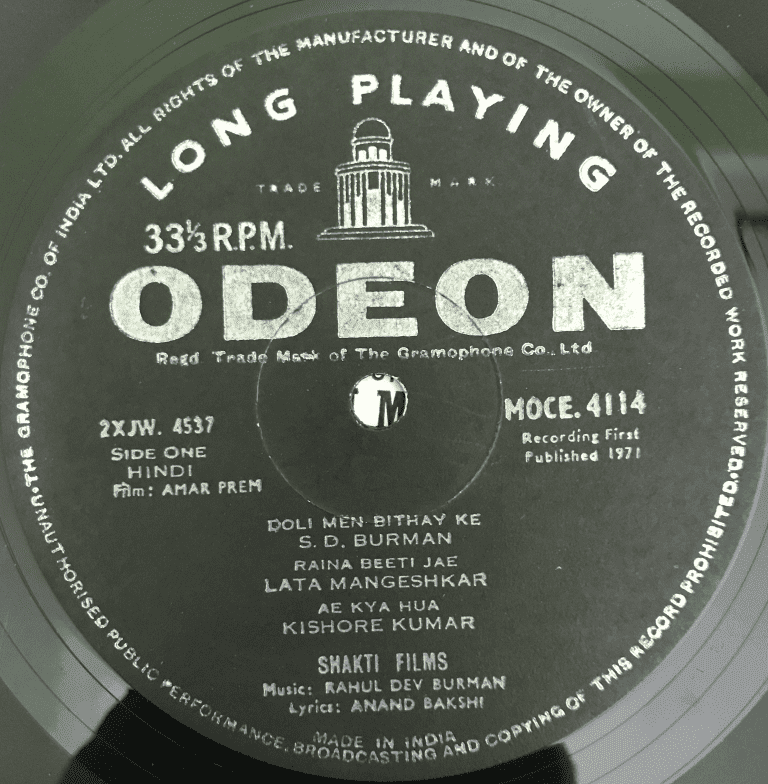 THE GRAMOPHONE CO. OF INDIA LTD. ALL RIGHTS OF THE MANUFACTURER AND OF THE OWNER OF THE RECORDED WORK RESERVED. UNAUTHORISED PUBLIC PERFORMANCE, BROADCASTING AND COPYING OF THIS RECORD PROHIBITED.
LONG PLAYING
TRADE MARK
33⅓ R.P.M.
ODEON
Regd Trade Mark of The Gramophone Co., Ltd
M
2XJW. 4537
MOCE. 4114
SIDE ONE
Recording First
HINDI
Published 1971
Film: AMAR PREM
DOLI MEN BITHAY KE
S. D. BURMAN
RAINA BEETI JAE
LATA MANGESHKAR
AE KYA HUA
KISHORE KUMAR
SHAKTI FILMS
Music: RAHUL DEV BURMAN
Lyrics: ANAND BAKSHI
MADE IN INDIA